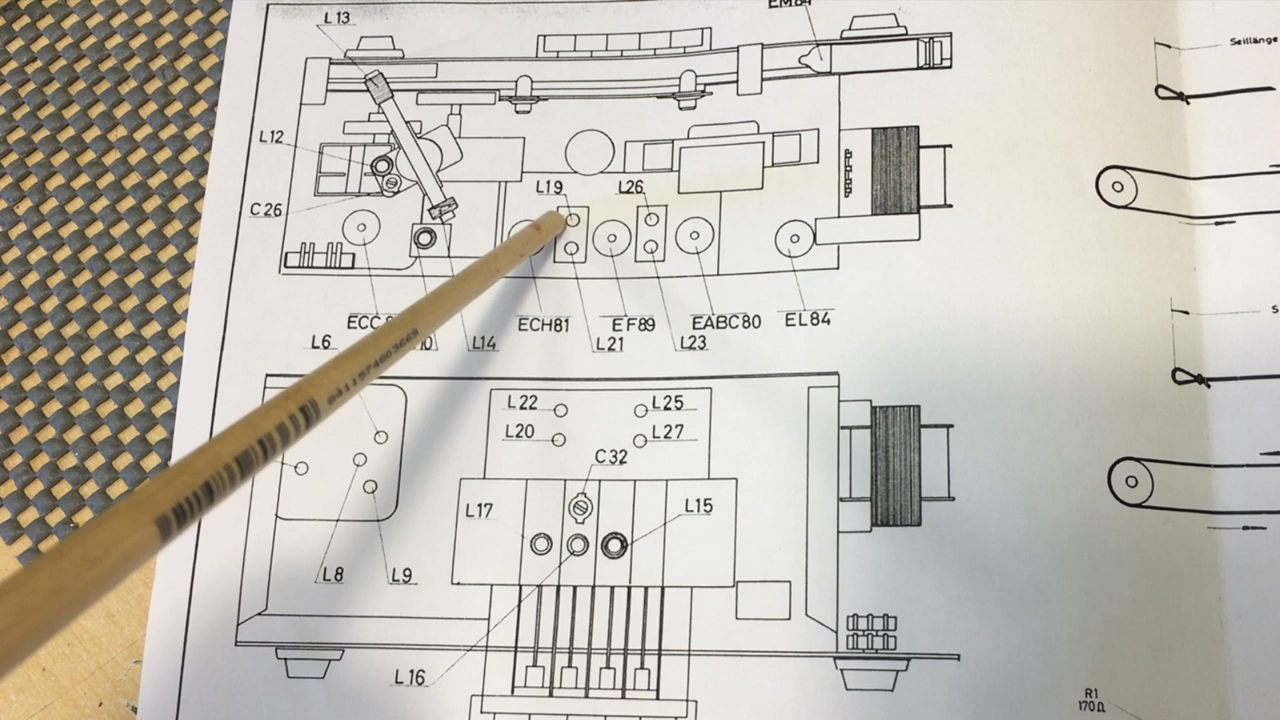 L13
EM84
Seillänge
L12
L19
L26
C26
ECH81
EF89
EABC80
EL84
L6
L14
L21
L23
L22
L25
L20
L27
C32
L17
L15
L8
L9
L16
R1
170Ω